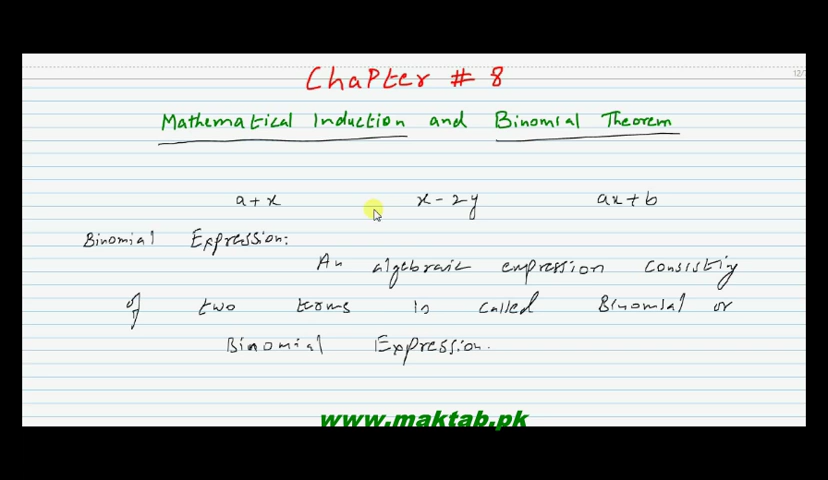 Chapter # 8
Mathematical Induction and Binomial Theorem
a + x x - 2y ax + b
Binomial Expression:
An algebraic expression consisting
of two terms is called Binomial or
Binomial Expression.
www.maktab.pk